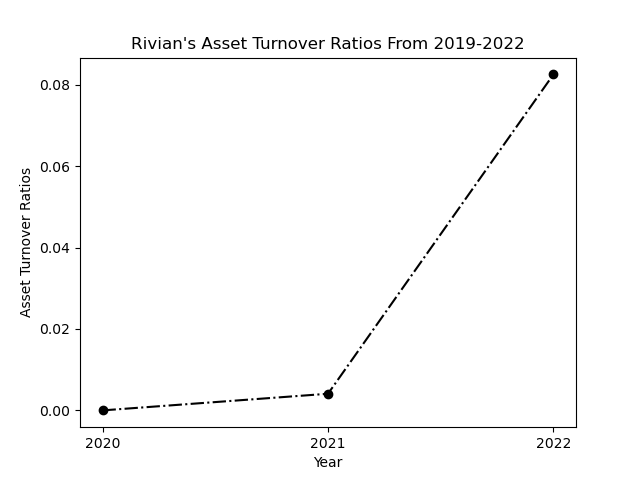 Rivian's Asset Turnover Ratios From 2019-2022
0.08
0.06
0.04
0.02
0.00
Asset Turnover Ratios
2020 2021 2022
Year